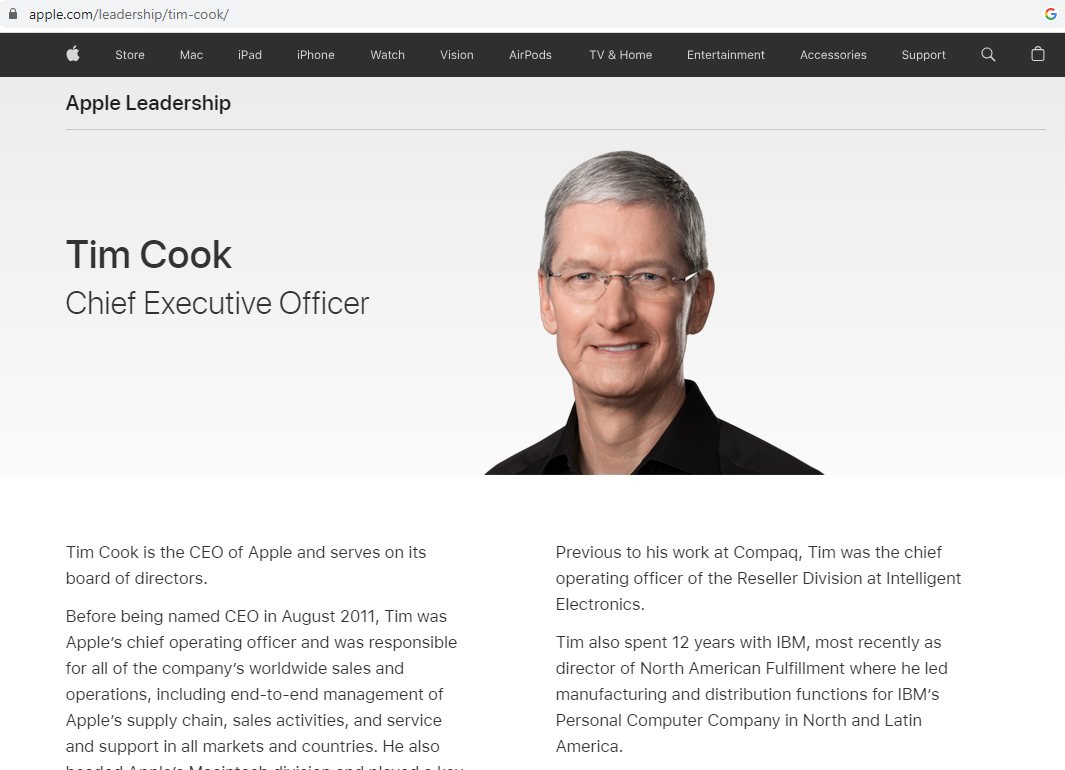 apple.com/leadership/tim-cook/
Store Mac iPad iPhone Watch Vision AirPods TV & Home Entertainment Accessories Support
Apple Leadership
Tim Cook
Chief Executive Officer
Tim Cook is the CEO of Apple and serves on its
board of directors.
Before being named CEO in August 2011, Tim was
Apple’s chief operating officer and was responsible
for all of the company’s worldwide sales and
operations, including end-to-end management of
Apple’s supply chain, sales activities, and service
and support in all markets and countries. He also
headed Apple’s Macintosh division and played a key
Previous to his work at Compaq, Tim was the chief
operating officer of the Reseller Division at Intelligent
Electronics.
Tim also spent 12 years with IBM, most recently as
director of North American Fulfillment where he led
manufacturing and distribution functions for IBM’s
Personal Computer Company in North and Latin
America.